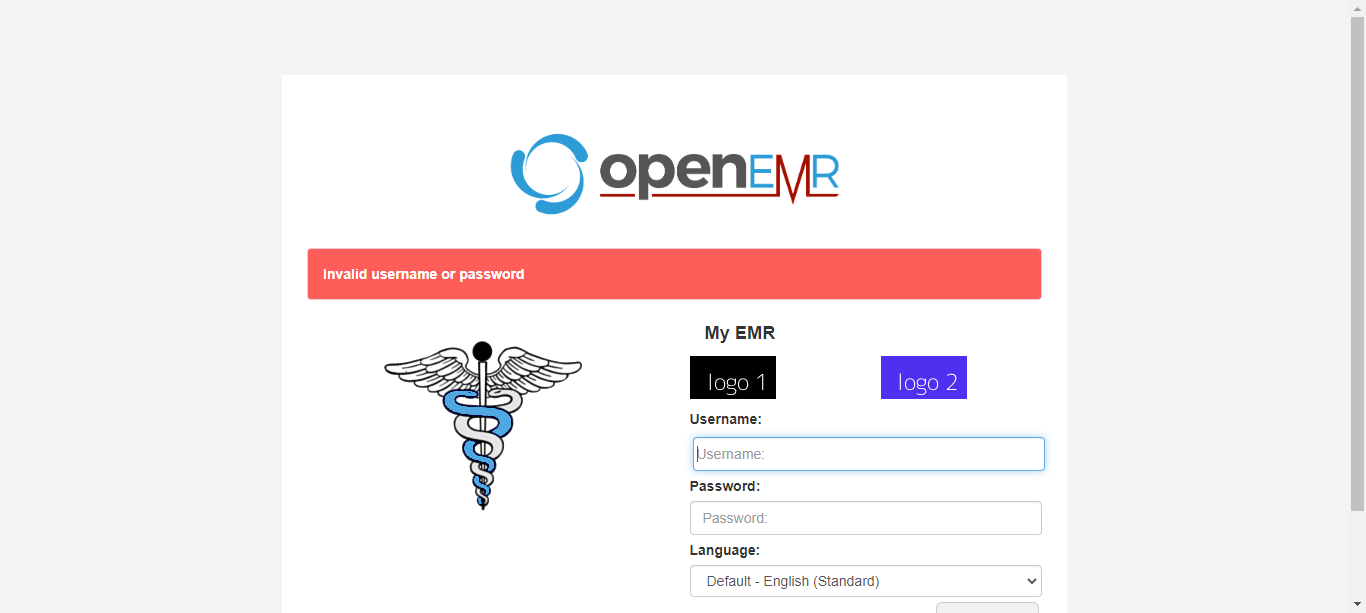 openEMR
Invalid username or password
My EMR
logo 1
logo 2
Username:
Username:
Password:
Password:
Language:
Default - English (Standard)